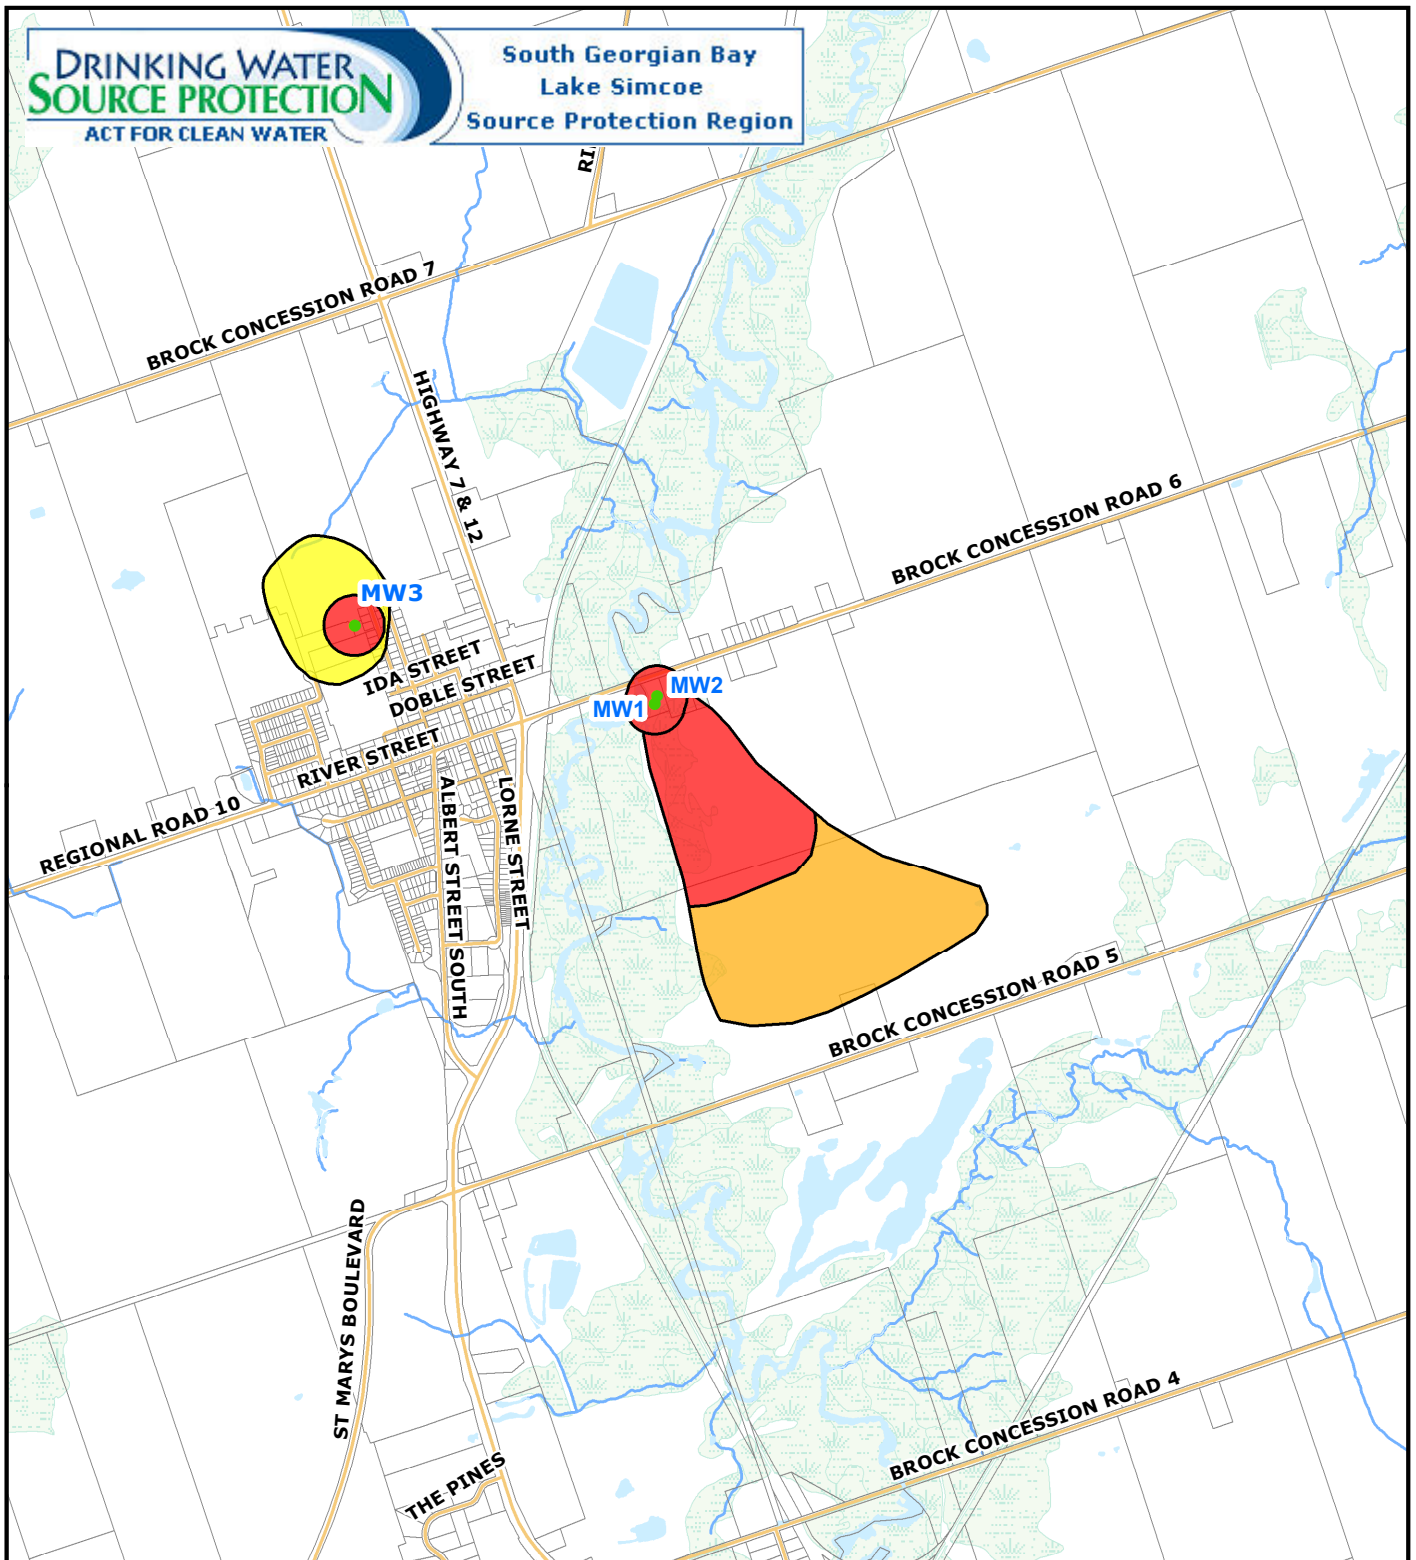 DRINKING WATER
SOURCE PROTECTION
ACT FOR CLEAN WATER
South Georgian Bay
Lake Simcoe
Source Protection Region
BROCK CONCESSION ROAD 7
HIGHWAY 7 & 12
BROCK CONCESSION ROAD 6
MW3
IDA STREET
DOBLE STREET
MW2
MW1
RIVER STREET
REGIONAL ROAD 10
ALBERT STREET SOUTH
LORNE STREET
BROCK CONCESSION ROAD 5
ST MARYS BOULEVARD
BROCK CONCESSION ROAD 4
THE PINES